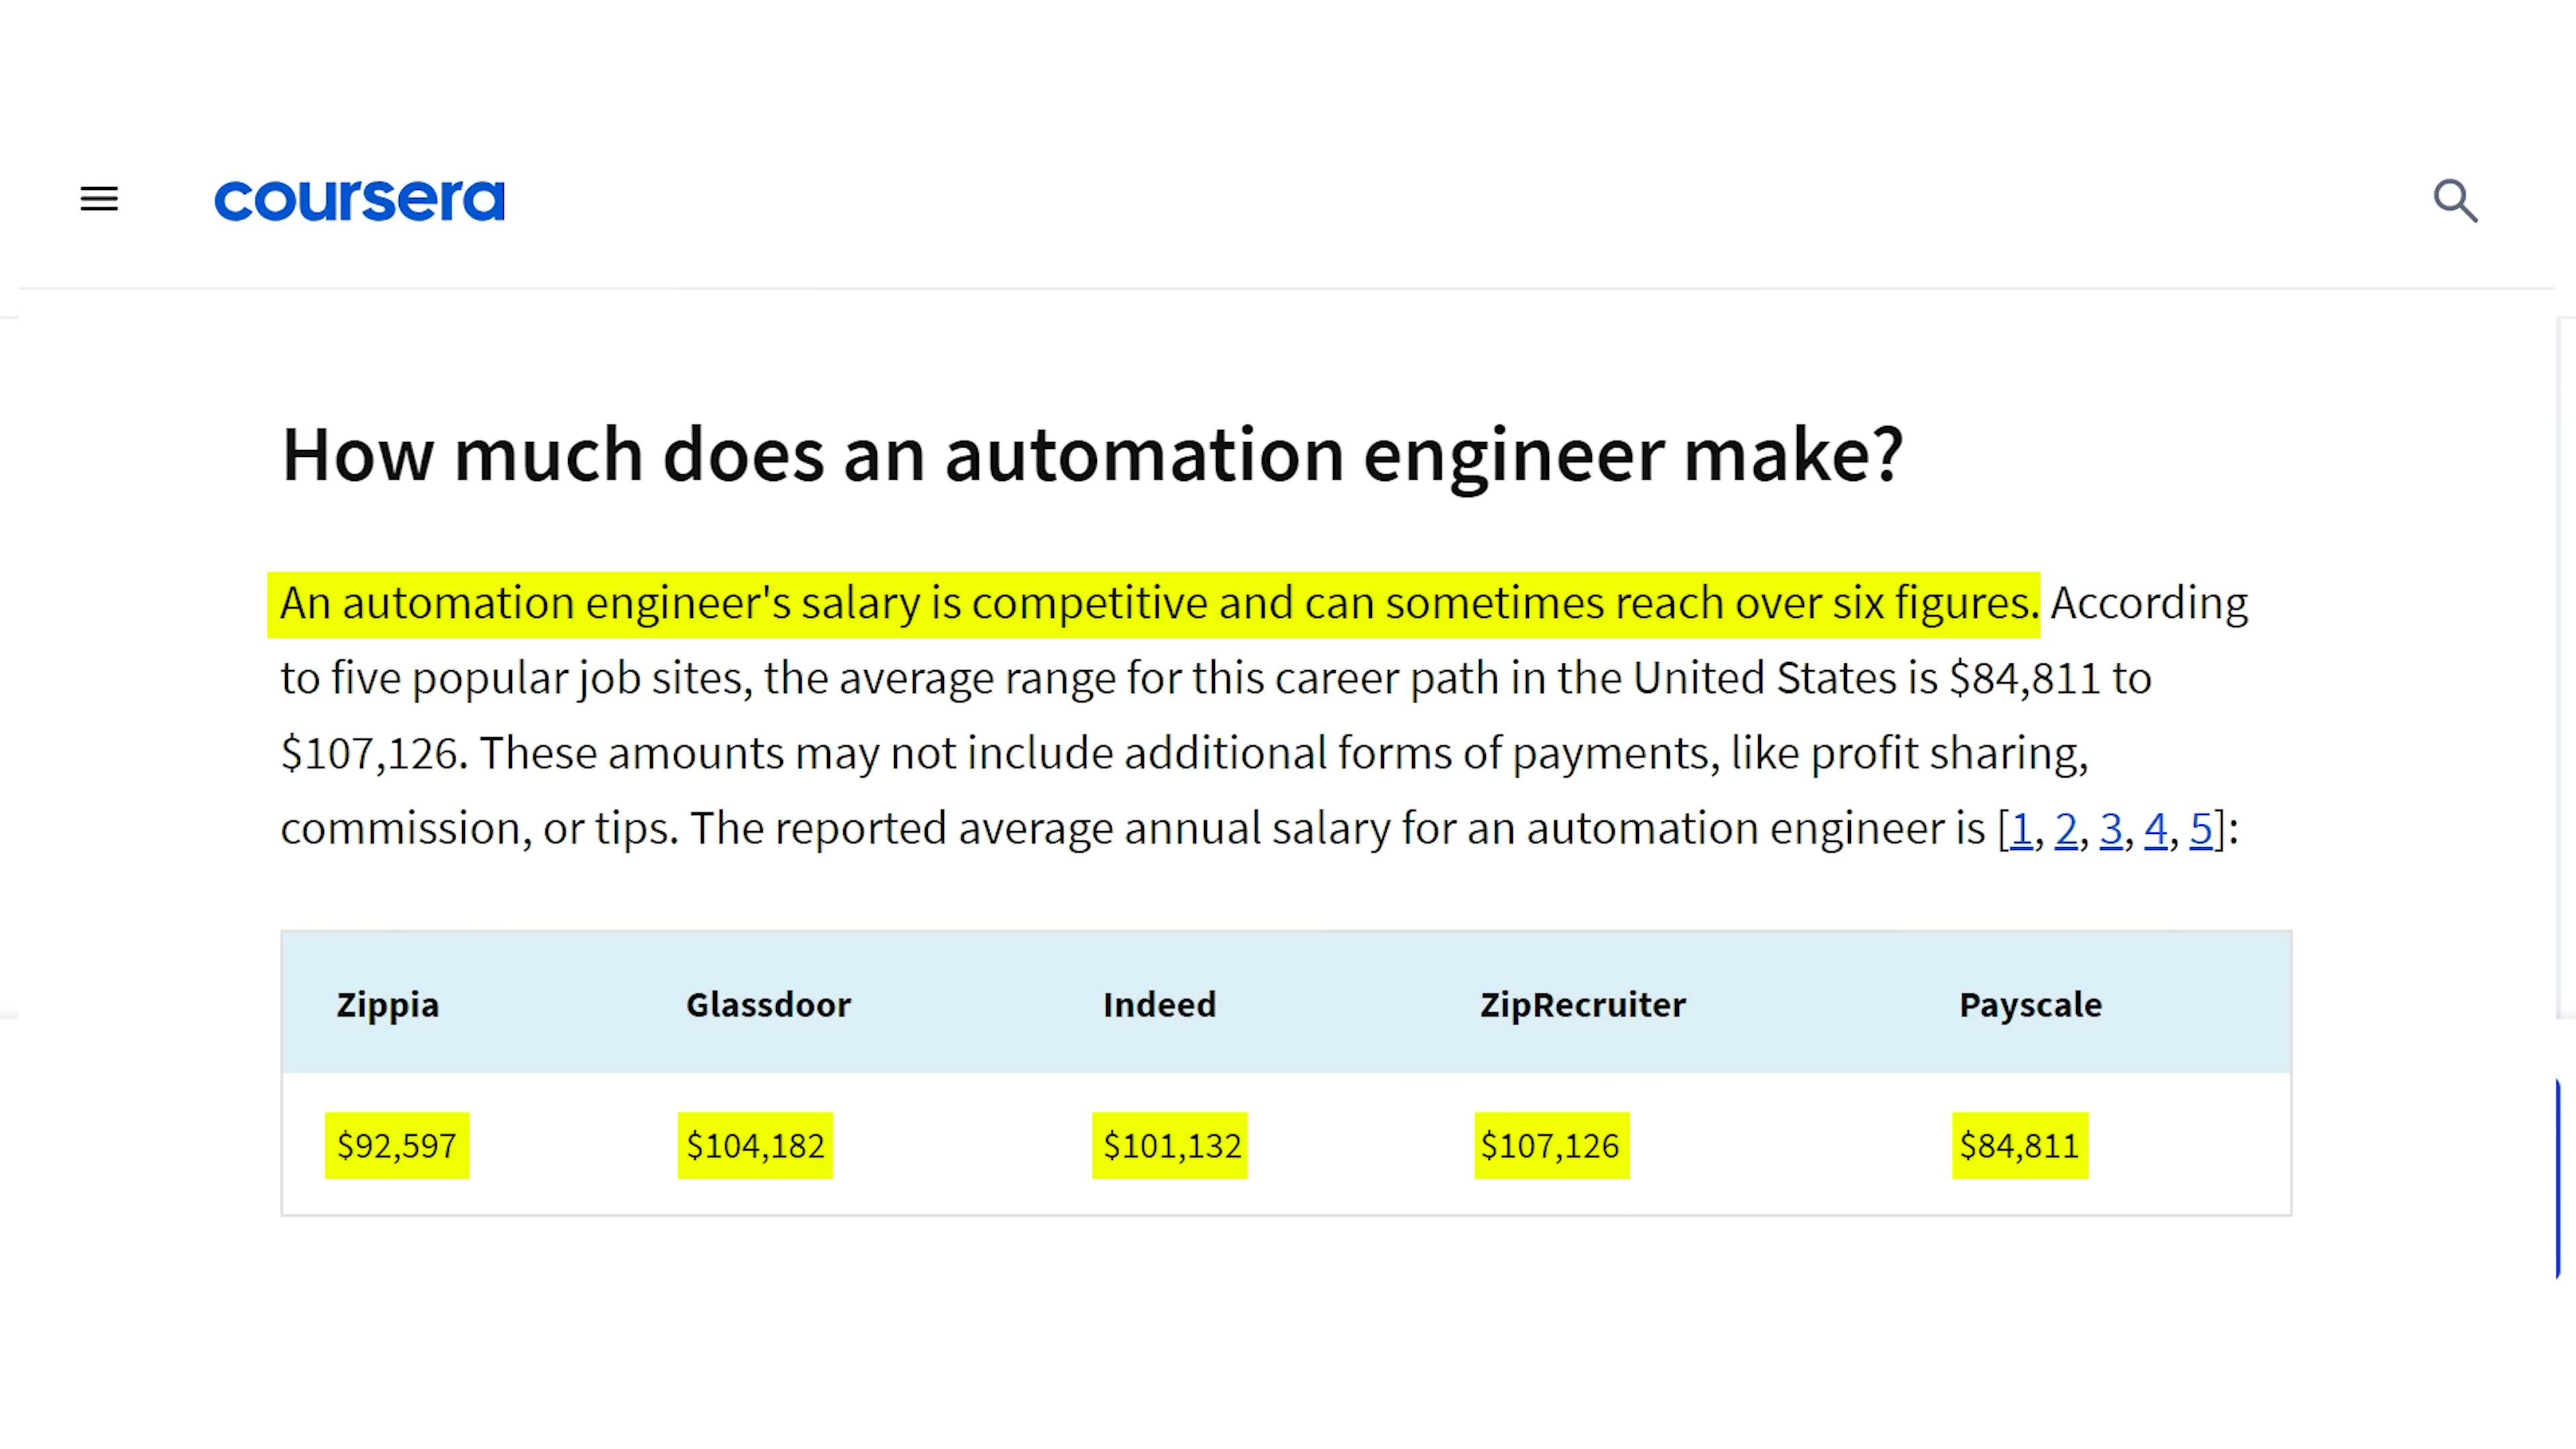 coursera
How much does an automation engineer make?
An automation engineer's salary is competitive and can sometimes reach over six figures. According
to five popular job sites, the average range for this career path in the United States is $84,811 to
$107,126. These amounts may not include additional forms of payments, like profit sharing,
commission, or tips. The reported average annual salary for an automation engineer is [1, 2, 3, 4, 5]:
Zippia Glassdoor Indeed ZipRecruiter Payscale
$92,597 $104,182 $101,132 $107,126 $84,811